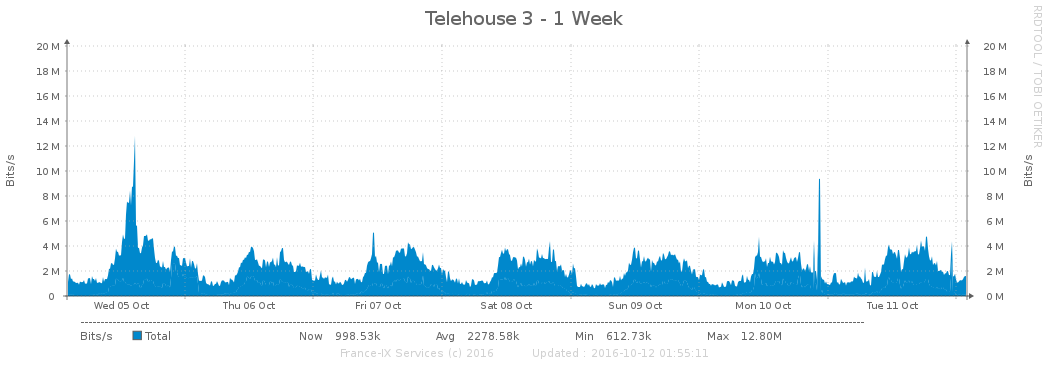 Telehouse 3 - 1 Week
RRDTOOL / TOBI OETIKER
Bits/s
Bits/s
20 M 20 M
18 M 18 M
16 M 16 M
14 M 14 M
12 M 12 M
10 M 10 M
8 M 8 M
6 M 6 M
4 M 4 M
2 M 2 M
0 0 M
Wed 05 Oct Thu 06 Oct Fri 07 Oct Sat 08 Oct Sun 09 Oct Mon 10 Oct Tue 11 Oct
Bits/s Total Now 998.53k Avg 2278.58k Min 612.73k Max 12.80M
France-IX Services (c) 2016 Updated : 2016-10-12 01:55:11